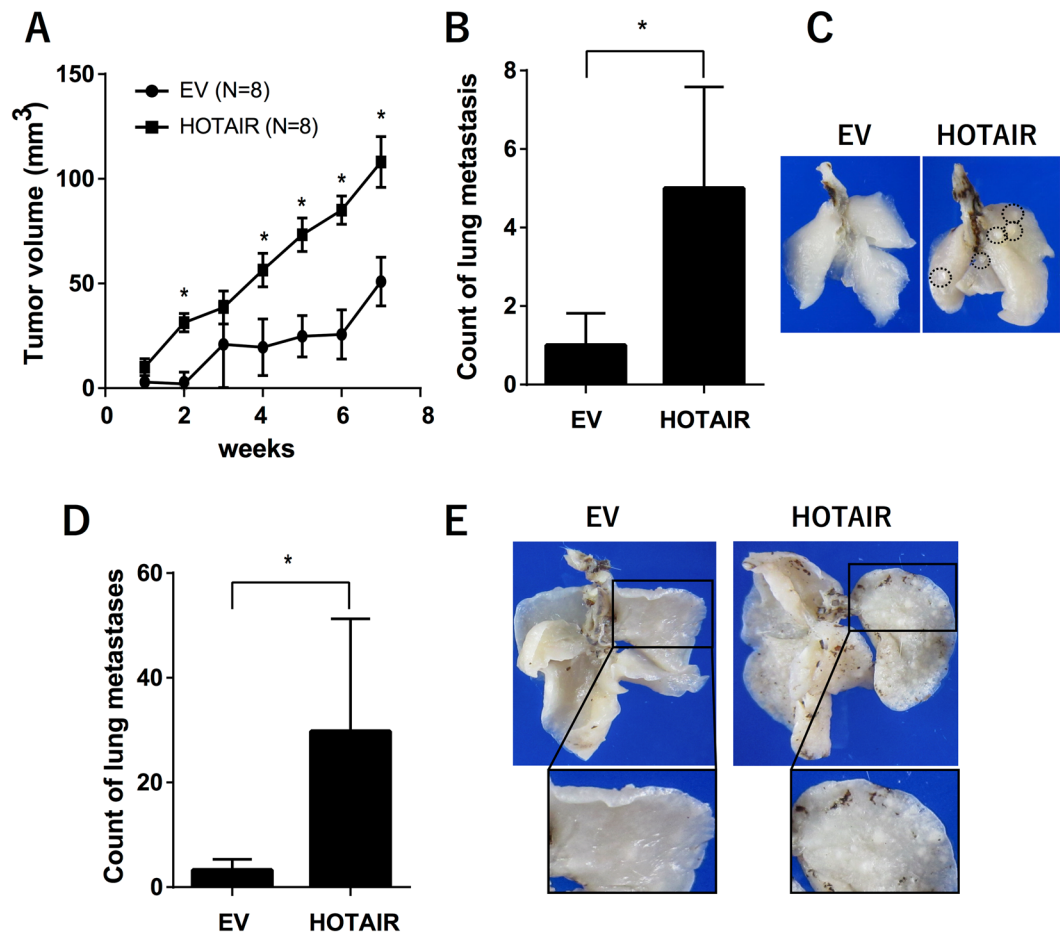 A
Tumor volume (mm3)
150
100
50
0
EV (N=8)
HOTAIR (N=8)
*
*
*
*
*
0
2
4
6
8
weeks
B
Count of lung metastasis
8
6
4
2
0
*
EV
HOTAIR
C
EV
HOTAIR
D
Count of lung metastases
60
40
20
0
*
EV
HOTAIR
E
EV
HOTAIR